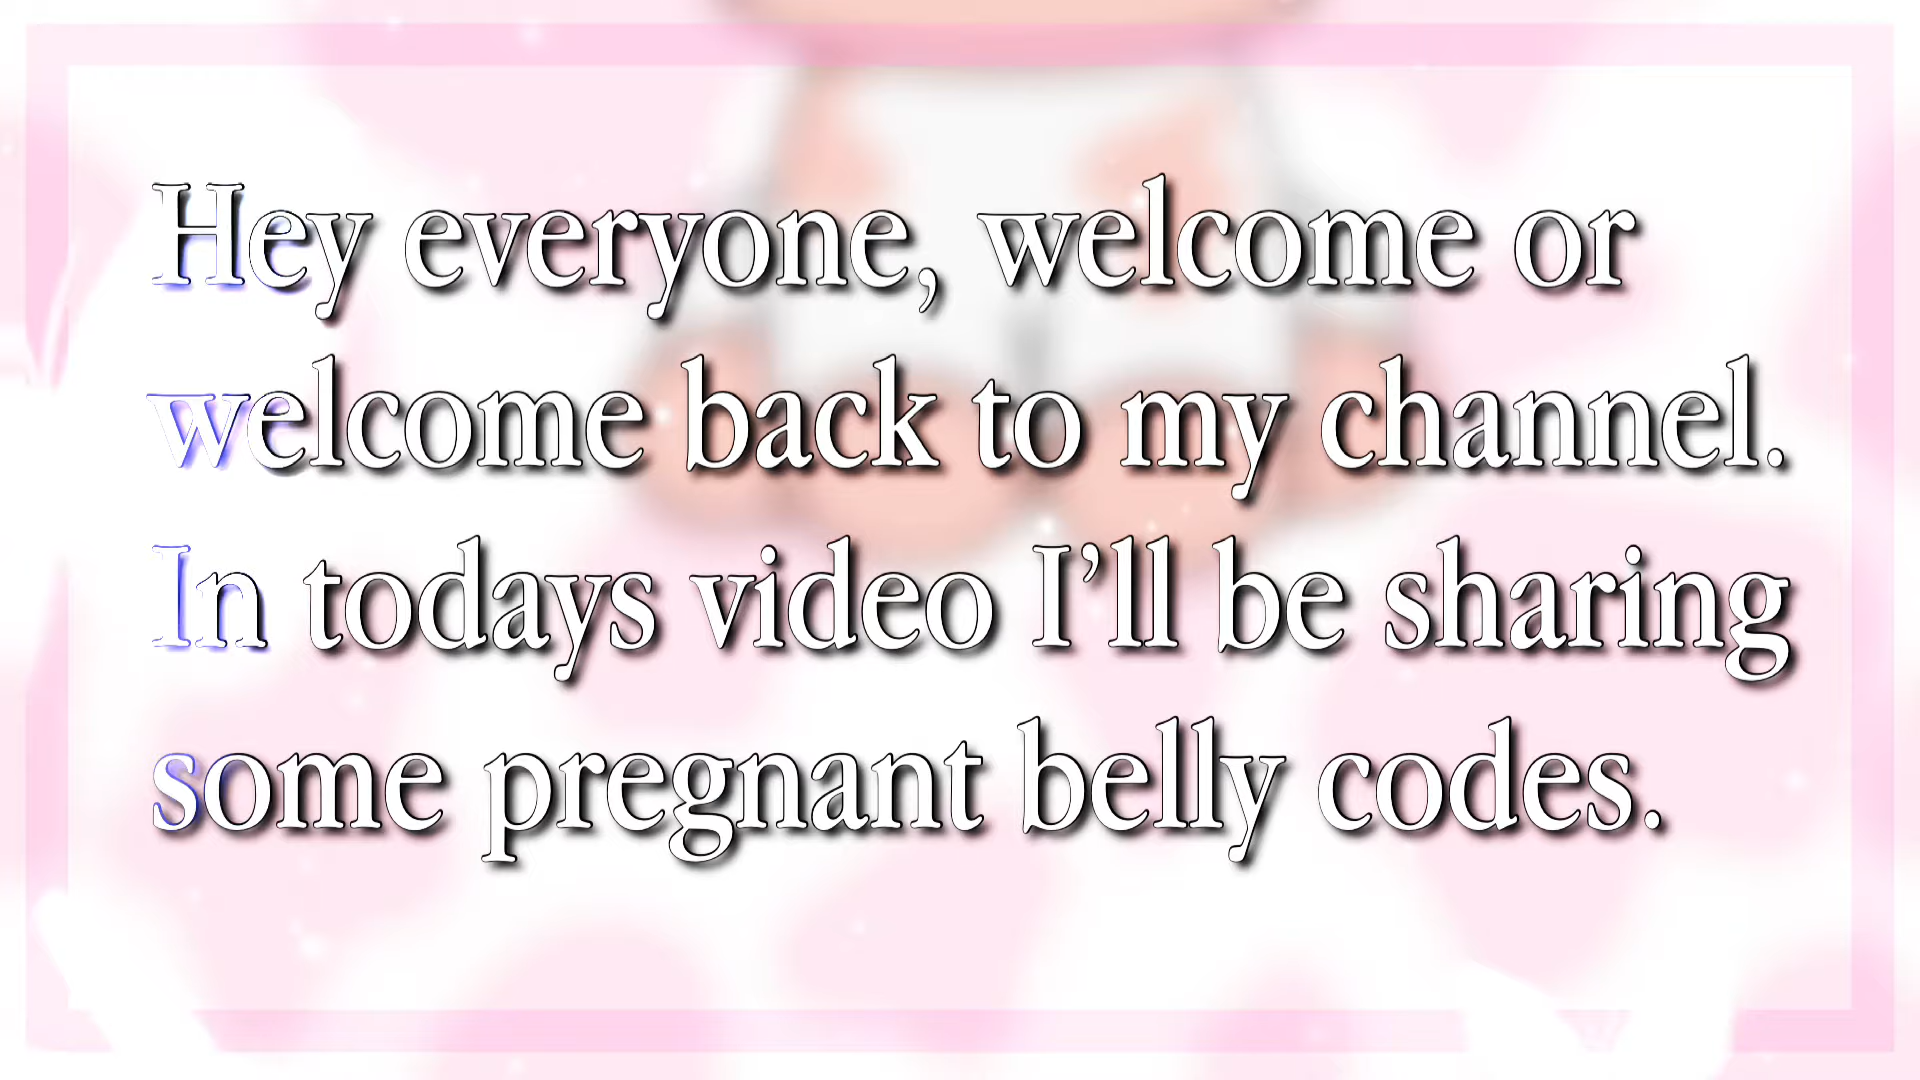 Hey everyone, welcome or
welcome back to my channel.
In todays video I’ll be sharing
some pregnant belly codes.